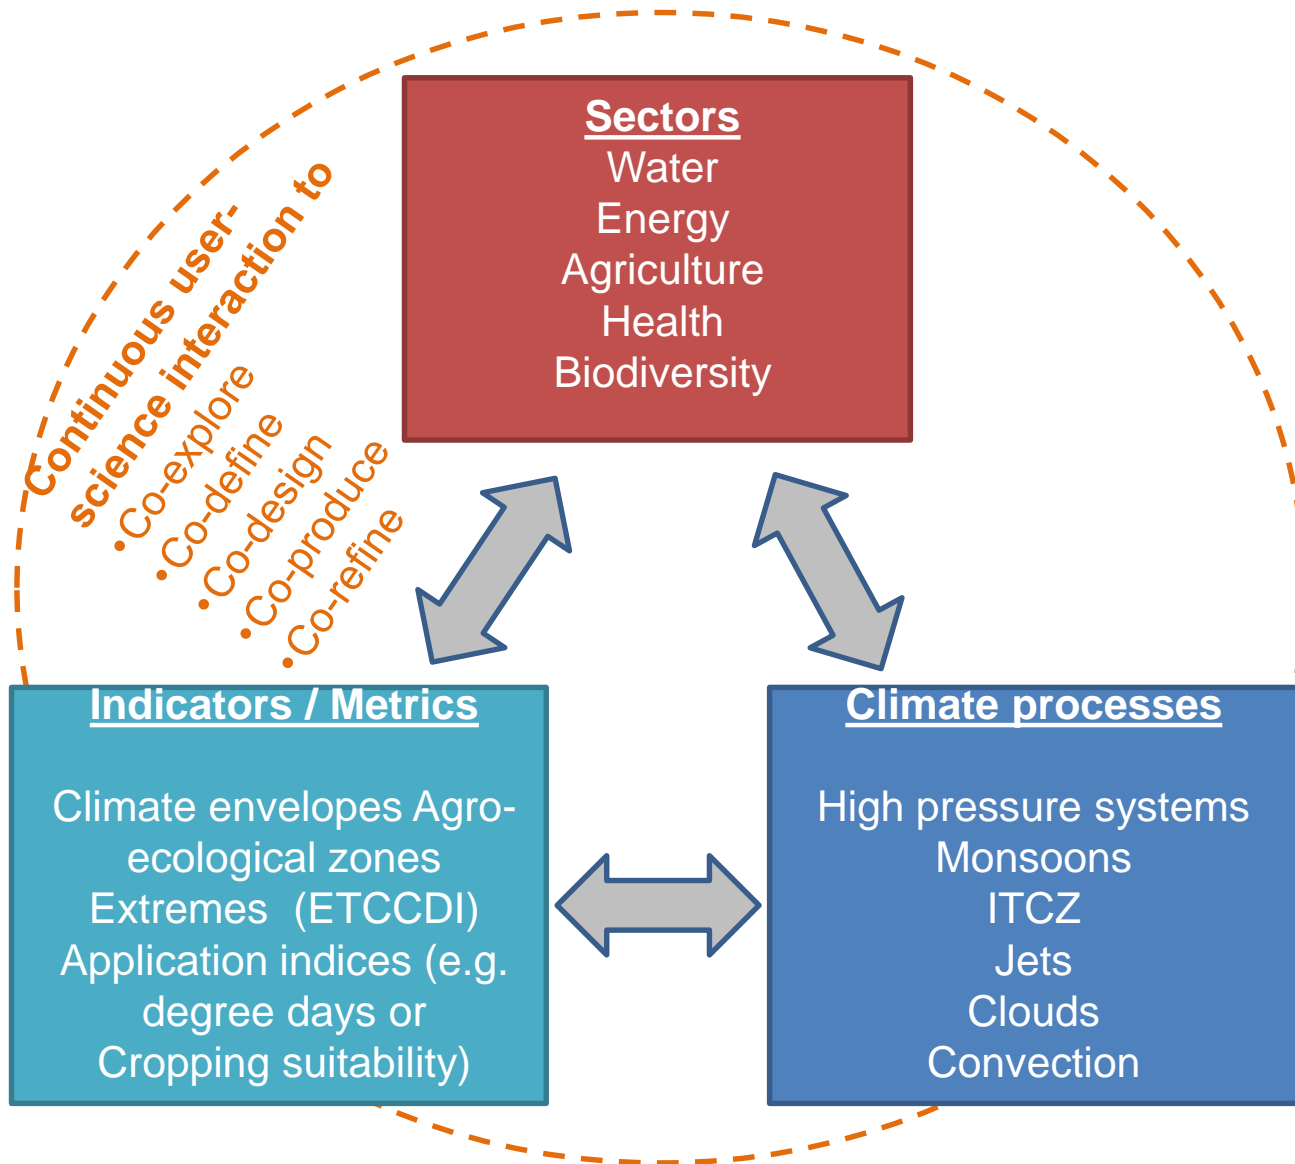 Sectors
Water
Energy
Agriculture
Health
Biodiversity
Continuous user-
science interaction to
•Co-explore
•Co-define
•Co-design
•Co-produce
•Co-refine
Indicators / Metrics
Climate envelopes Agro-
ecological zones
Extremes  (ETCCDI)
Application indices (e.g.
degree days or
Cropping suitability)
Climate processes
High pressure systems
Monsoons
ITCZ
Jets
Clouds
Convection